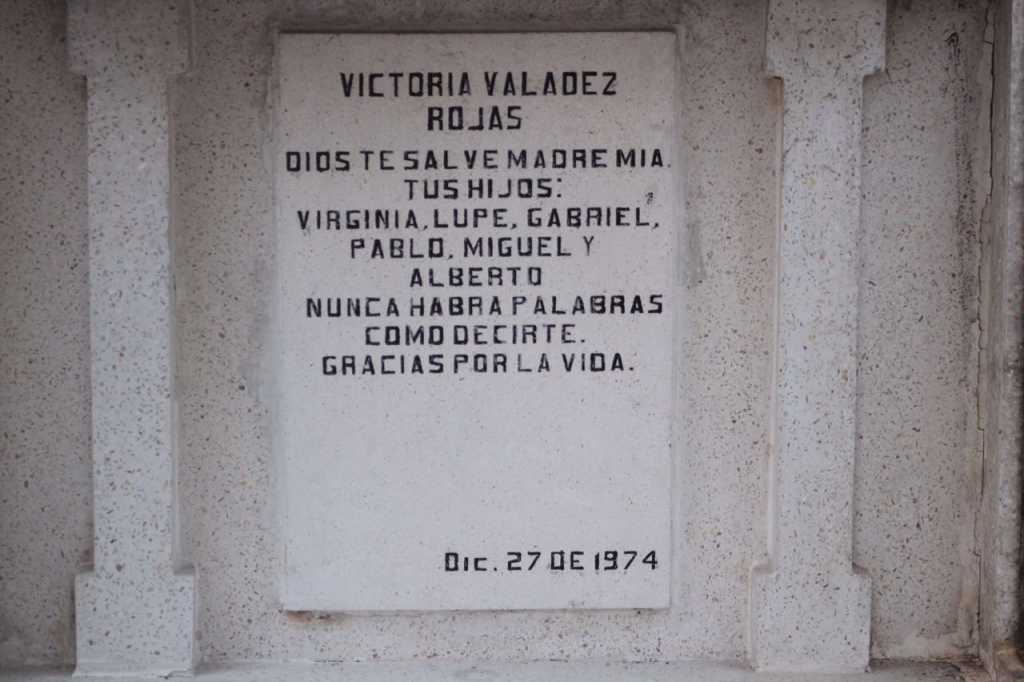 VICTORIA VALADEZ
ROJAS
DIOS TE SALVE MADRE MIA.
TUS HIJOS:
VIRGINIA, LUPE, GABRIEL,
PABLO, MIGUEL Y
ALBERTO
NUNCA HABRA PALABRAS
COMO DECIRTE.
GRACIAS POR LA VIDA.
DIC. 27 DE 1974